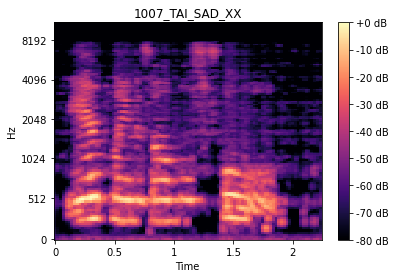 1007_TAI_SAD_XX
+0 dB
8192
-10 dB
4096
-20 dB
-30 dB
2048
Hz
-40 dB
1024
-50 dB
512
-60 dB
-70 dB
0
-80 dB
0 0.5 1 1.5 2
Time